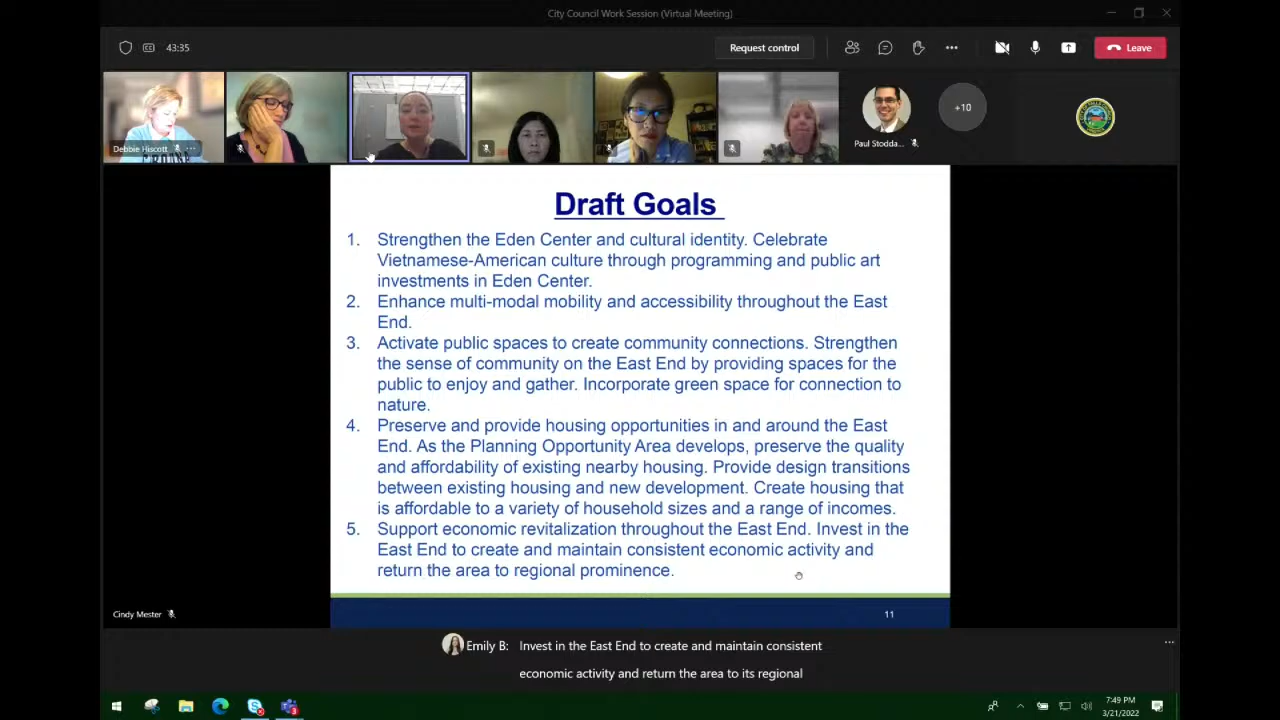 City Council Work Session (Virtual Meeting)
43:35
Request control
Leave
Debbie Hiscott
Paul Stodda...
+10
Draft Goals
1. Strengthen the Eden Center and cultural identity. Celebrate
Vietnamese-American culture through programming and public art
investments in Eden Center.
2. Enhance multi-modal mobility and accessibility throughout the East
End.
3. Activate public spaces to create community connections. Strengthen
the sense of community on the East End by providing spaces for the
public to enjoy and gather. Incorporate green space for connection to
nature.
4. Preserve and provide housing opportunities in and around the East
End. As the Planning Opportunity Area develops, preserve the quality
and affordability of existing nearby housing. Provide design transitions
between existing housing and new development. Create housing that
is affordable to a variety of household sizes and a range of incomes.
5. Support economic revitalization throughout the East End. Invest in the
East End to create and maintain consistent economic activity and
return the area to regional prominence.
Cindy Mester
11
Emily B: Invest in the East End to create and maintain consistent
economic activity and return the area to its regional
7:49 PM
3/21/2022